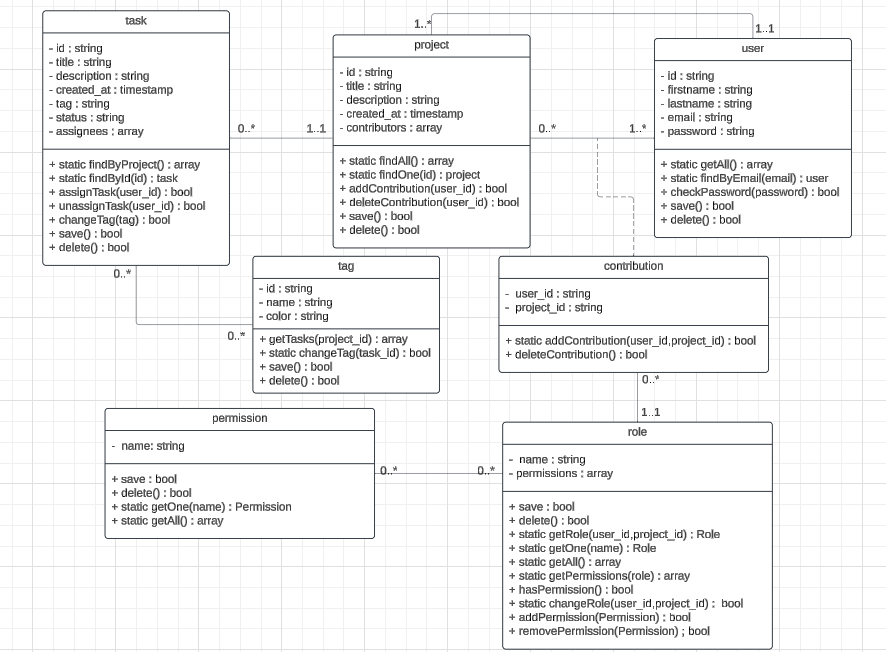 task
- id : string
- title : string
- description : string
- created_at : timestamp
- tag : string
- status : string
- assignees : array
+ static findByProject() : array
+ static findById(id) : task
+ assignTask(user_id) : bool
+ unassignTask(user_id) : bool
+ changeTag(tag) : bool
+ save() : bool
+ delete() : bool
0..*
1..1
0..*
0..*
1..*
project
- id : string
- title : string
- description : string
- created_at : timestamp
- contributors : array
+ static findAll() : array
+ static findOne(id) : project
+ addContribution(user_id) : bool
+ deleteContribution(user_id) : bool
+ save() : bool
+ delete() : bool
0..*
1..*
1..1
user
- id : string
- firstname : string
- lastname : string
- email : string
- password : string
+ static getAll() : array
+ static findByEmail(email) : user
+ checkPassword(password) : bool
+ save() : bool
+ delete() : bool
tag
- id : string
- name : string
- color : string
+ getTasks(project_id) : array
+ static changeTag(task_id) : bool
+ save() : bool
+ delete() : bool
contribution
- user_id : string
- project_id : string
+ static addContribution(user_id,project_id) : bool
+ deleteContribution() : bool
0..*
1..1
permission
- name: string
+ save : bool
+ delete() : bool
+ static getOne(name) : Permission
+ static getAll() : array
0..*
0..*
role
- name : string
- permissions : array
+ save : bool
+ delete() : bool
+ static getRole(user_id,project_id) : Role
+ static getOne(name) : Role
+ static getAll() : array
+ static getPermissions(role) : array
+ hasPermission() : bool
+ static changeRole(user_id,project_id) : bool
+ addPermission(Permission) : bool
+ removePermission(Permission) : bool